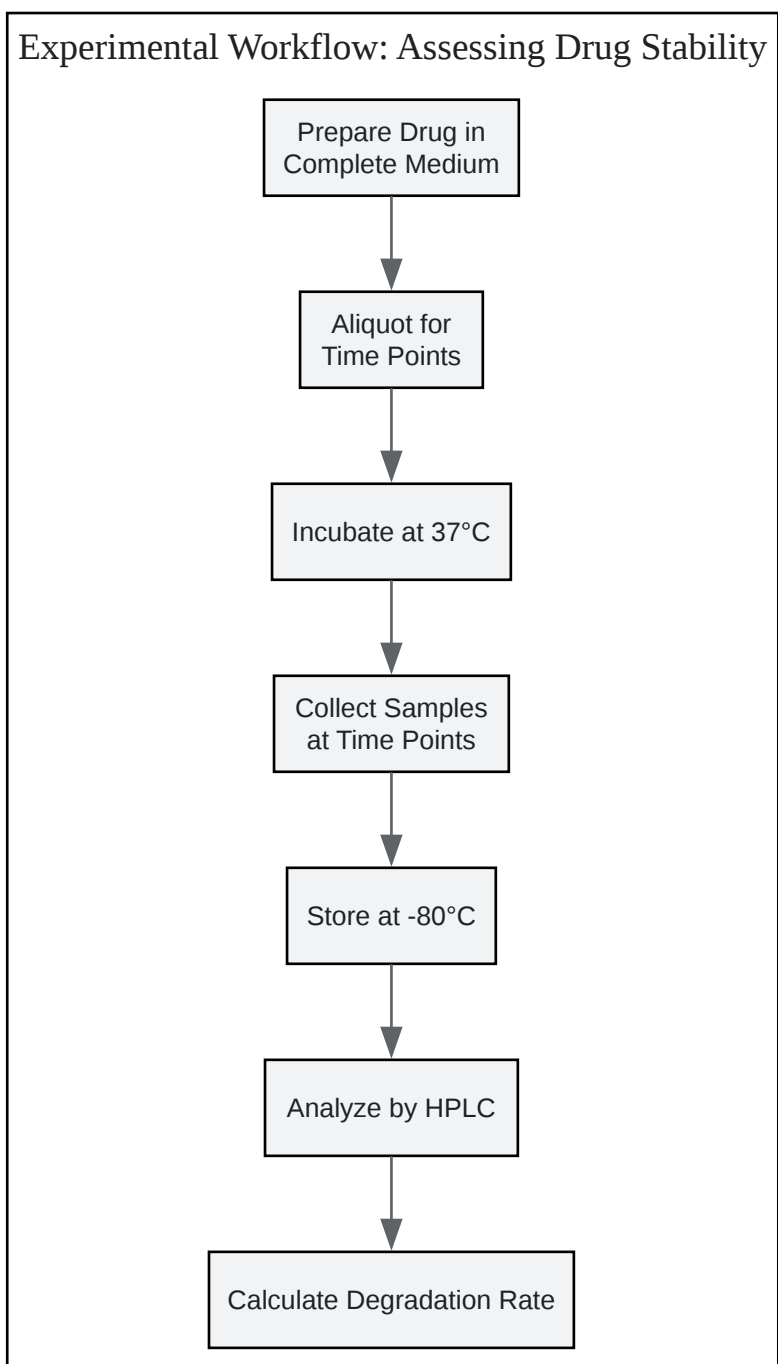 Experimental Workflow: Assessing Drug Stability
Prepare Drug in
Complete Medium
Aliquot for
Time Points
Incubate at 37°C
Collect Samples
at Time Points
Store at -80°C
Analyze by HPLC
Calculate Degradation Rate